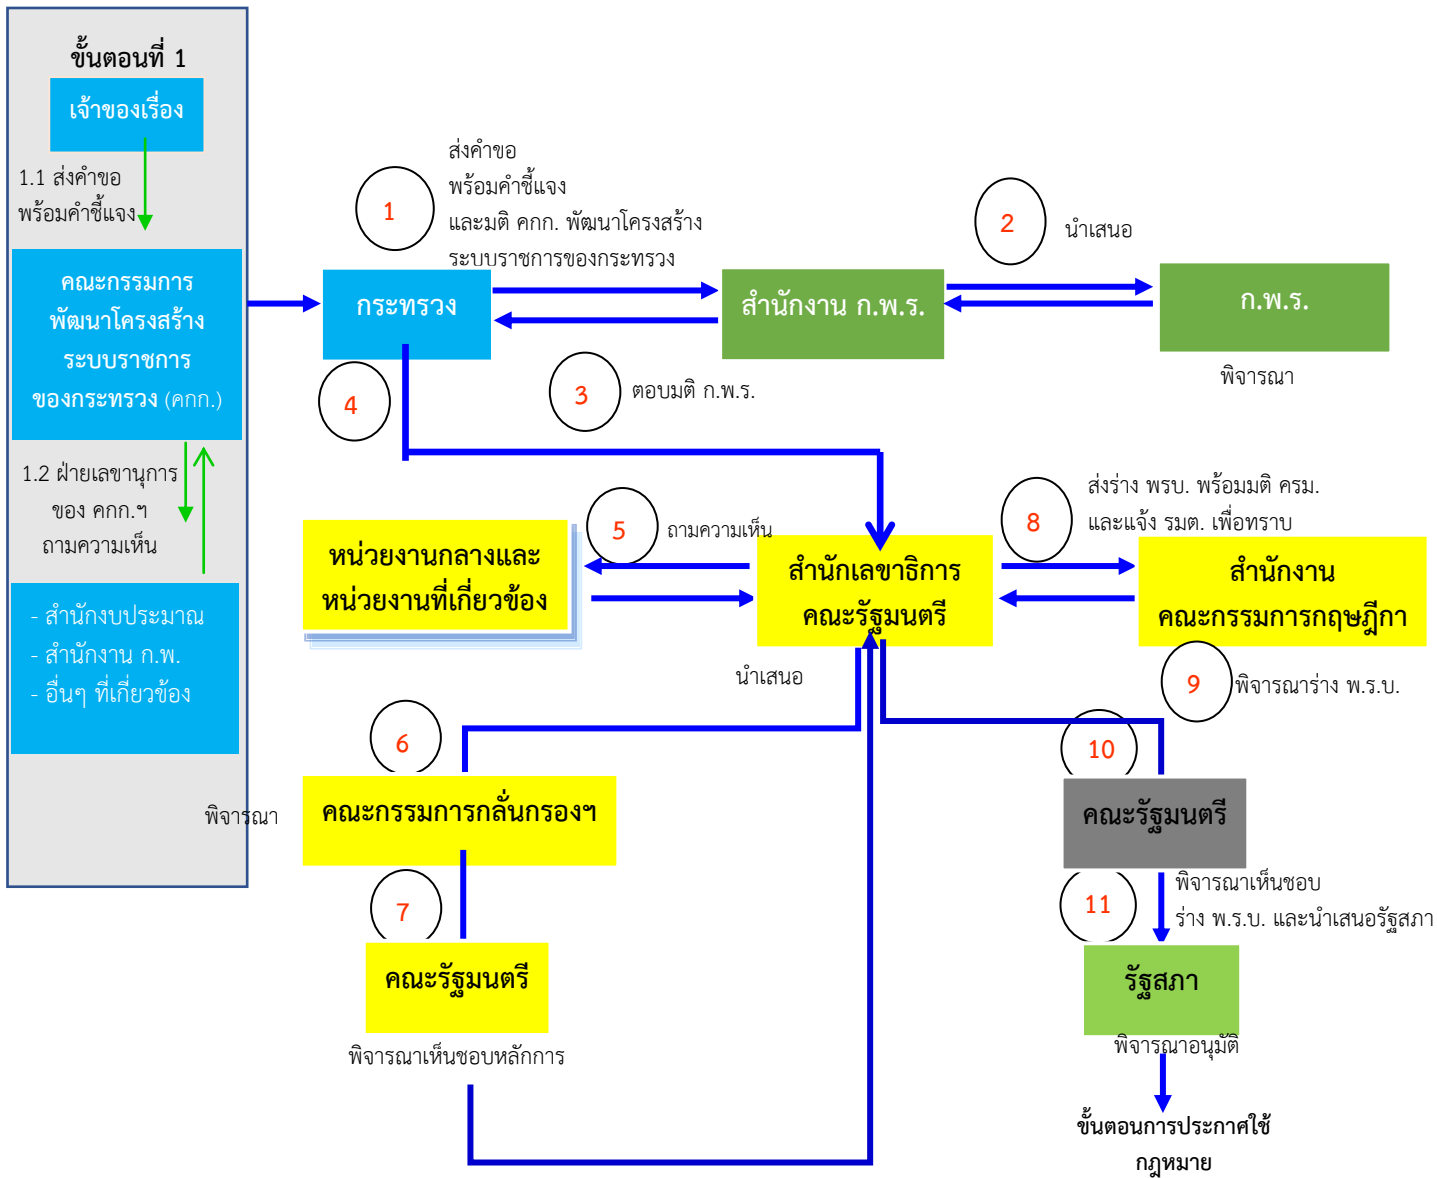 ขั้นตอนที่ 1
เจ้าของเรื่อง
1.1 ส่งคำขอ
พร้อมคำชี้แจง
คณะกรรมการ
พัฒนาโครงสร้าง
ระบบราชการ
ของกระทรวง (คกก.)
1.2 ฝ่ายเลขานุการ
ของ คกก.ฯ
ถามความเห็น
- สำนักงบประมาณ
- สำนักงาน ก.พ.
- อื่นๆ ที่เกี่ยวข้อง
1
ส่งคำขอ
พร้อมคำชี้แจง
และมติ คกก. พัฒนาโครงสร้าง
ระบบราชการของกระทรวง
2
นำเสนอ
กระทรวง
สำนักงาน ก.พ.ร.
ก.พ.ร.
พิจารณา
3
ตอบมติ ก.พ.ร.
4
5
ถามความเห็น
หน่วยงานกลางและ
หน่วยงานที่เกี่ยวข้อง
สำนักเลขาธิการ
คณะรัฐมนตรี
8
ส่งร่าง พรบ. พร้อมมติ ครม.
และแจ้ง รมต. เพื่อทราบ
สำนักงาน
คณะกรรมการกฤษฎีกา
9
พิจารณาร่าง พ.ร.บ.
นำเสนอ
6
พิจารณา
คณะกรรมการกลั่นกรองฯ
7
คณะรัฐมนตรี
พิจารณาเห็นชอบหลักการ
10
คณะรัฐมนตรี
11
พิจารณาเห็นชอบ
ร่าง พ.ร.บ. และนำเสนอรัฐสภา
รัฐสภา
พิจารณาอนุมัติ
ขั้นตอนการประกาศใช้
กฎหมาย